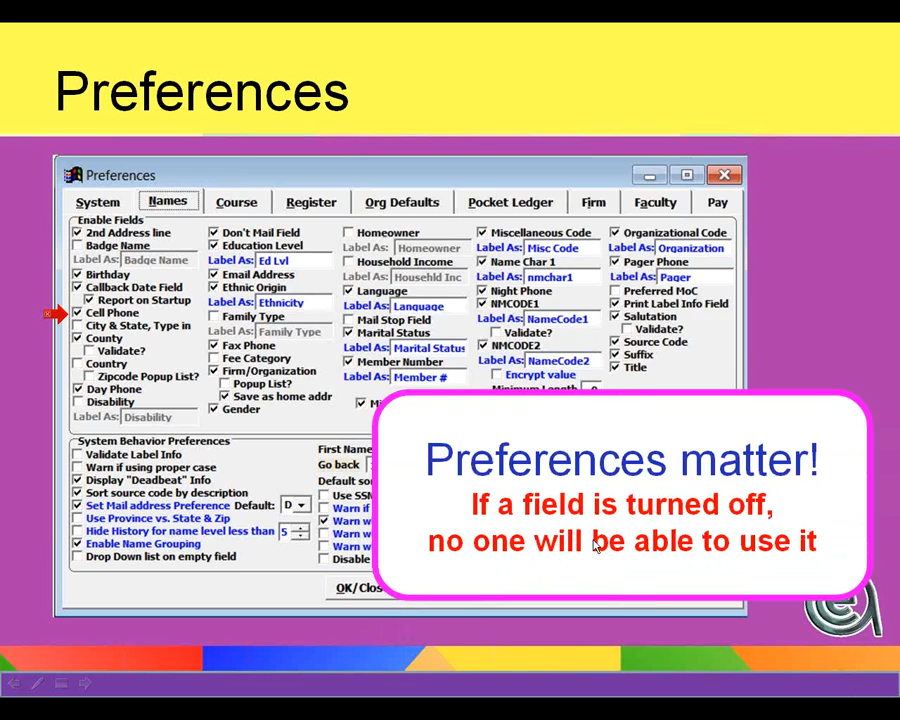 Preferences
Preferences
System Names Course Register Org Defaults Pocket Ledger Firm Faculty Pay
Enable Fields
2nd Address line
Badge Name
Label As: Badge Name
Birthday
Callback Date Field
Report on Startup
Cell Phone
City & State, Type in
County
Validate?
Country
Zipcode Popup List?
Day Phone
Disability
Label As: Disability
Don't Mail Field
Education Level
Label As: Ed Lvl
Email Address
Ethnic Origin
Label As: Ethnicity
Family Type
Label As: Family Type
Fax Phone
Fee Category
Firm/Organization
Popup List?
Save as home addr
Gender
Homeowner
Label As: Homeowner
Household Income
Label As: Househld Inc
Language
Label As: Language
Mail Stop Field
Marital Status
Label As: Marital Status
Member Number
Label As: Member #
Miscellaneous Code
Label As: Misc Code
Name Char 1
Label As: nmchar1
Night Phone
NMCODE1
Label As: NameCode1
Validate?
NMCODE2
Label As: NameCode2
Encrypt value
Organizational Code
Label As: Organization
Pager Phone
Label As: Pager
Preferred MoC
Print Label Info Field
Salutation
Validate?
Source Code
Suffix
Title
System Behavior Preferences
Validate Label Info
Warn if using proper case
Display "Deadbeat" Info
Sort source code by description
Set Mail address Preference Default: D
Use Province vs. State & Zip
Hide History for name level less than 5
Enable Name Grouping
Drop Down list on empty field
First Name
Go back
Default so
Use SSN
Warn if
Warn w
Warn w
Warn w
Disable
OK/Clos
Preferences matter!
If a field is turned off,
no one will be able to use it